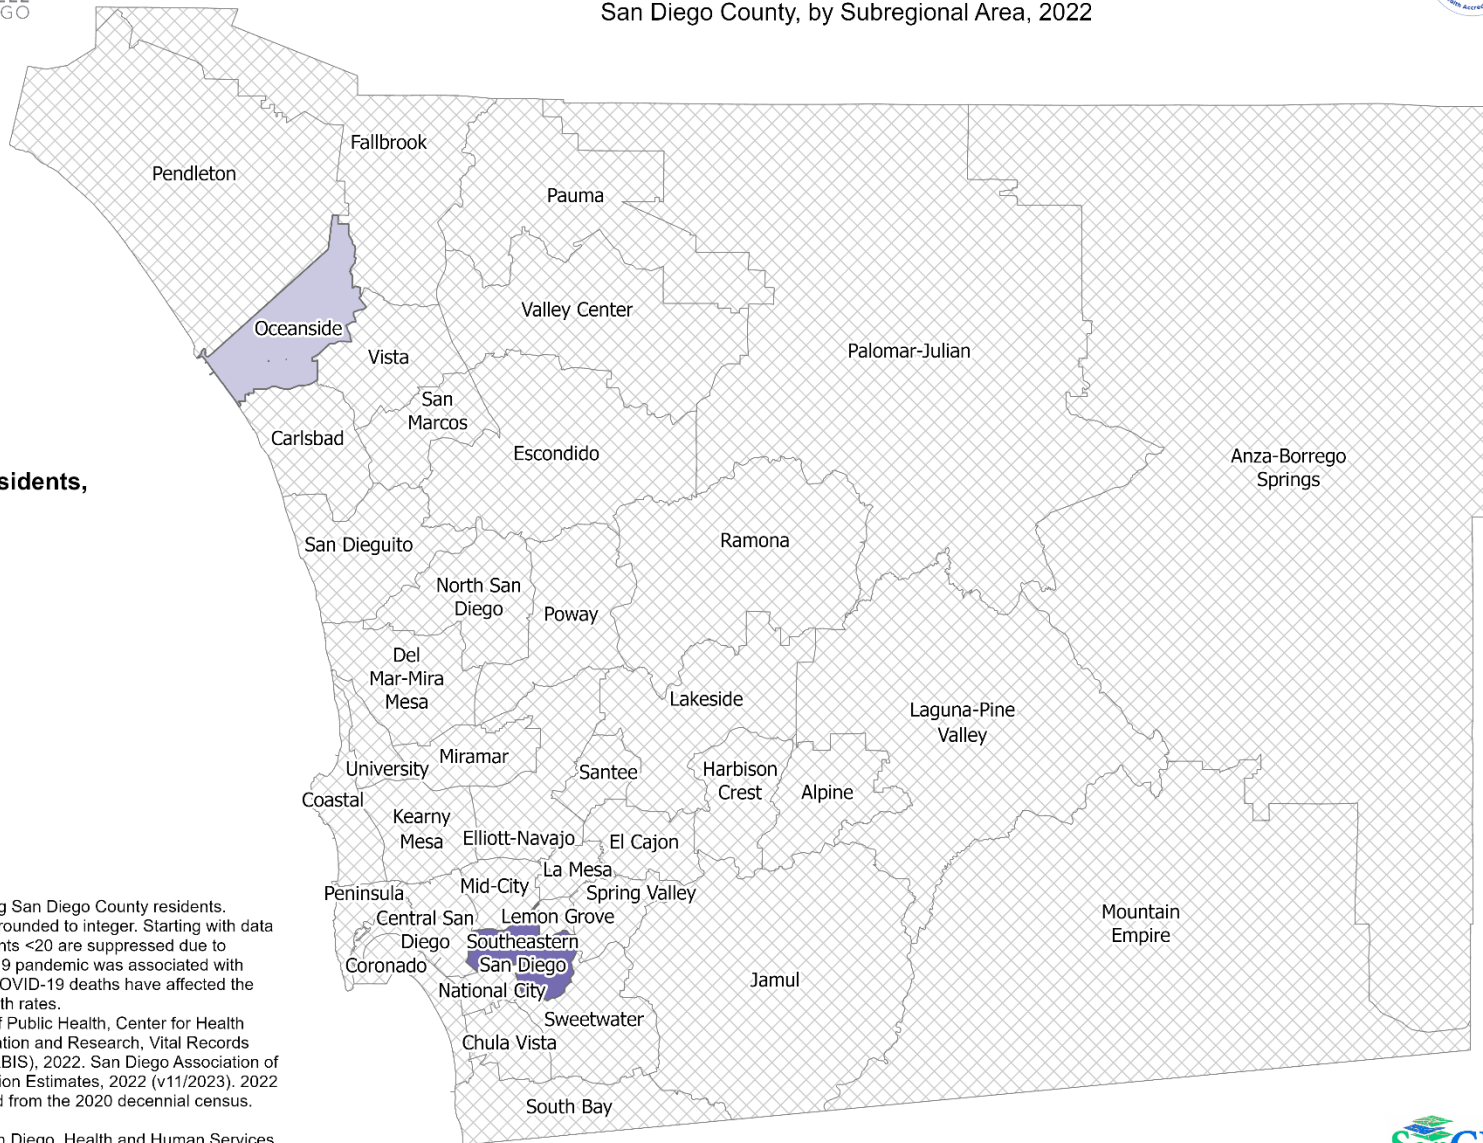 GO
San Diego County, by Subregional Area, 2022
Fallbrook
Pendleton
Pauma
Valley Center
Oceanside
Vista
Palomar-Julian
San
Marcos
Carlsbad
Escondido
Anza-Borrego
Springs
sidents,
San Dieguito
Ramona
North San
Diego
Poway
Del
Mar-Mira
Mesa
Lakeside
Laguna-Pine
Valley
Miramar
University
Santee
Harbison
Crest
Alpine
Coastal
Kearny
Mesa
Elliott-Navajo
El Cajon
La Mesa
Mid-City
Spring Valley
Peninsula
Central San
Diego
Lemon Grove
Southeastern
San Diego
Coronado
National City
Jamul
Mountain
Empire
Sweetwater
Chula Vista
South Bay
g San Diego County residents.
rounded to integer. Starting with data
nts <20 are suppressed due to
9 pandemic was associated with
OVID-19 deaths have affected the
th rates.
f Public Health, Center for Health
ation and Research, Vital Records
BIS), 2022. San Diego Association of
ion Estimates, 2022 (v11/2023). 2022
d from the 2020 decennial census.
n Diego, Health and Human Services